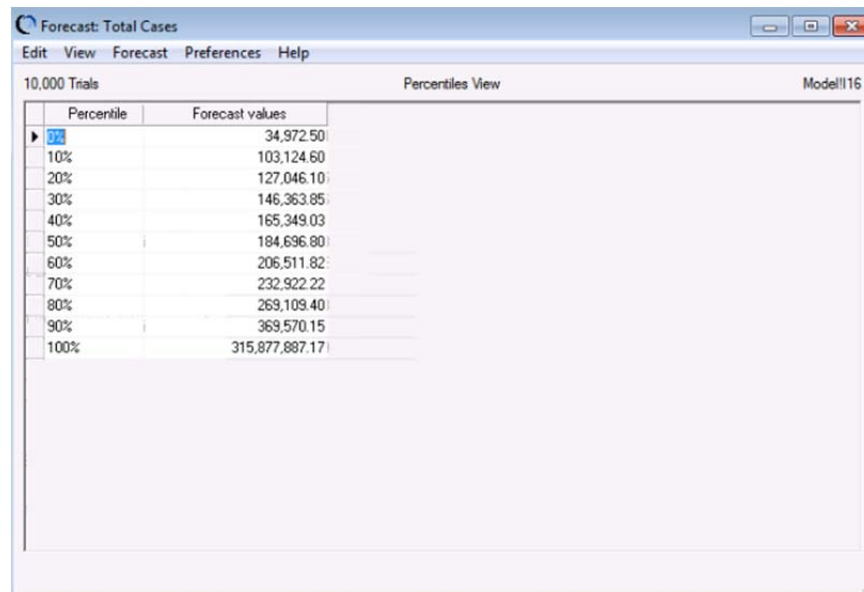 Forecast: Total Cases
Edit View Forecast Preferences Help
10,000 Trials Percentiles View Model!I16
Percentile Forecast values
0% 34,972.50
10% 103,124.60
20% 127,046.10
30% 146,363.85
40% 165,349.03
50% 184,696.80
60% 206,511.82
70% 232,922.22
80% 269,109.40
90% 369,570.15
100% 315,877,887.17